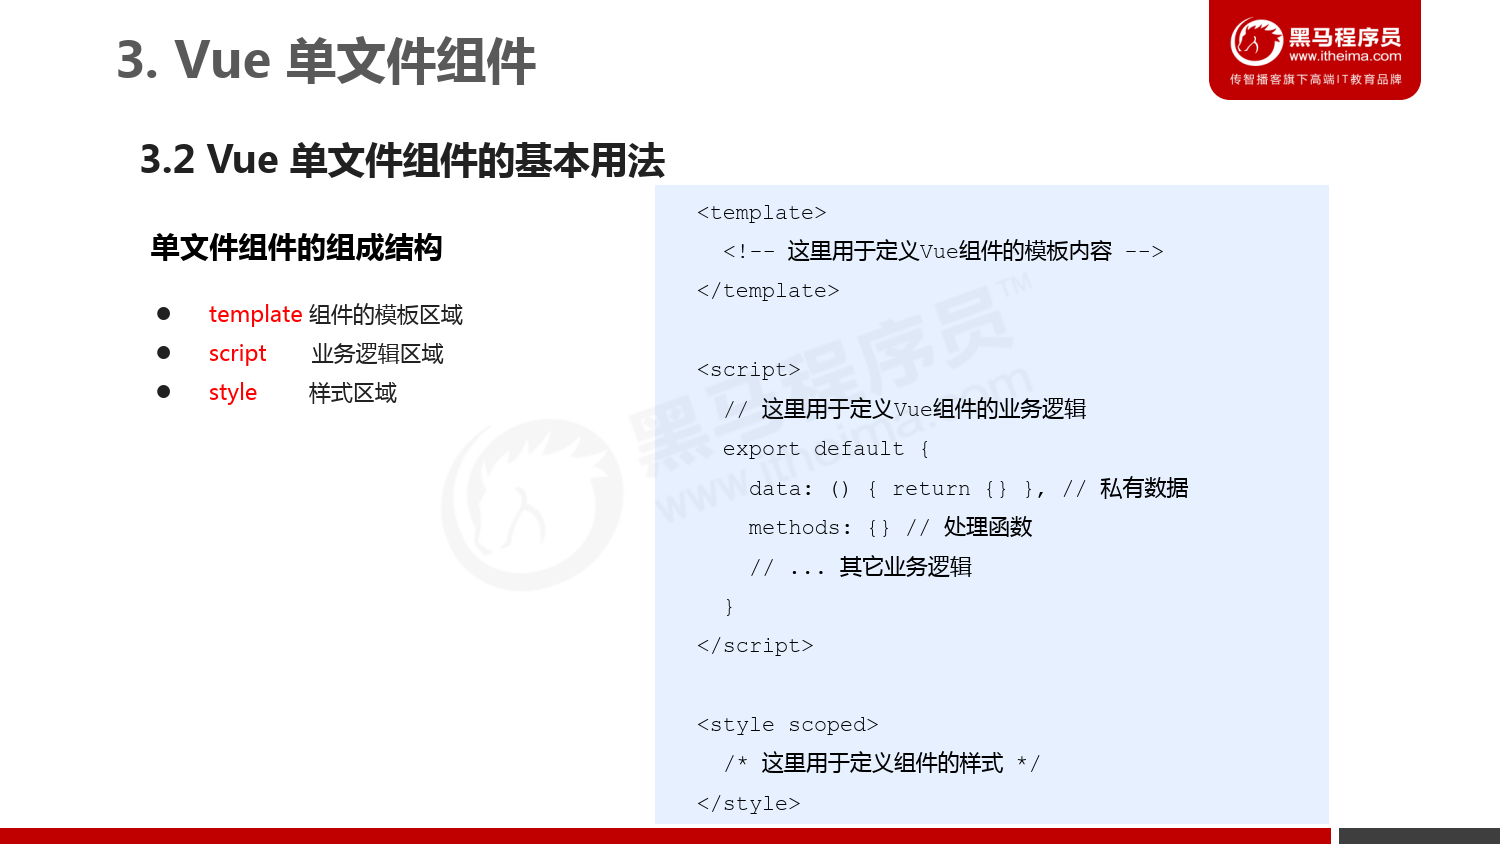 3. Vue 单文件组件
黑马程序员
www.itheima.com
传智播客旗下高端IT教育品牌
3.2 Vue 单文件组件的基本用法
单文件组件的组成结构
● template 组件的模板区域
● script 业务逻辑区域
● style 样式区域
<template>
<!-- 这里用于定义Vue组件的模板内容 -->
</template>
<script>
// 这里用于定义Vue组件的业务逻辑
export default {
data: () { return {} }, // 私有数据
methods: {} // 处理函数
// ... 其它业务逻辑
}
</script>
<style scoped>
/* 这里用于定义组件的样式 */
</style>
黑马程序员™
www.itheima.com